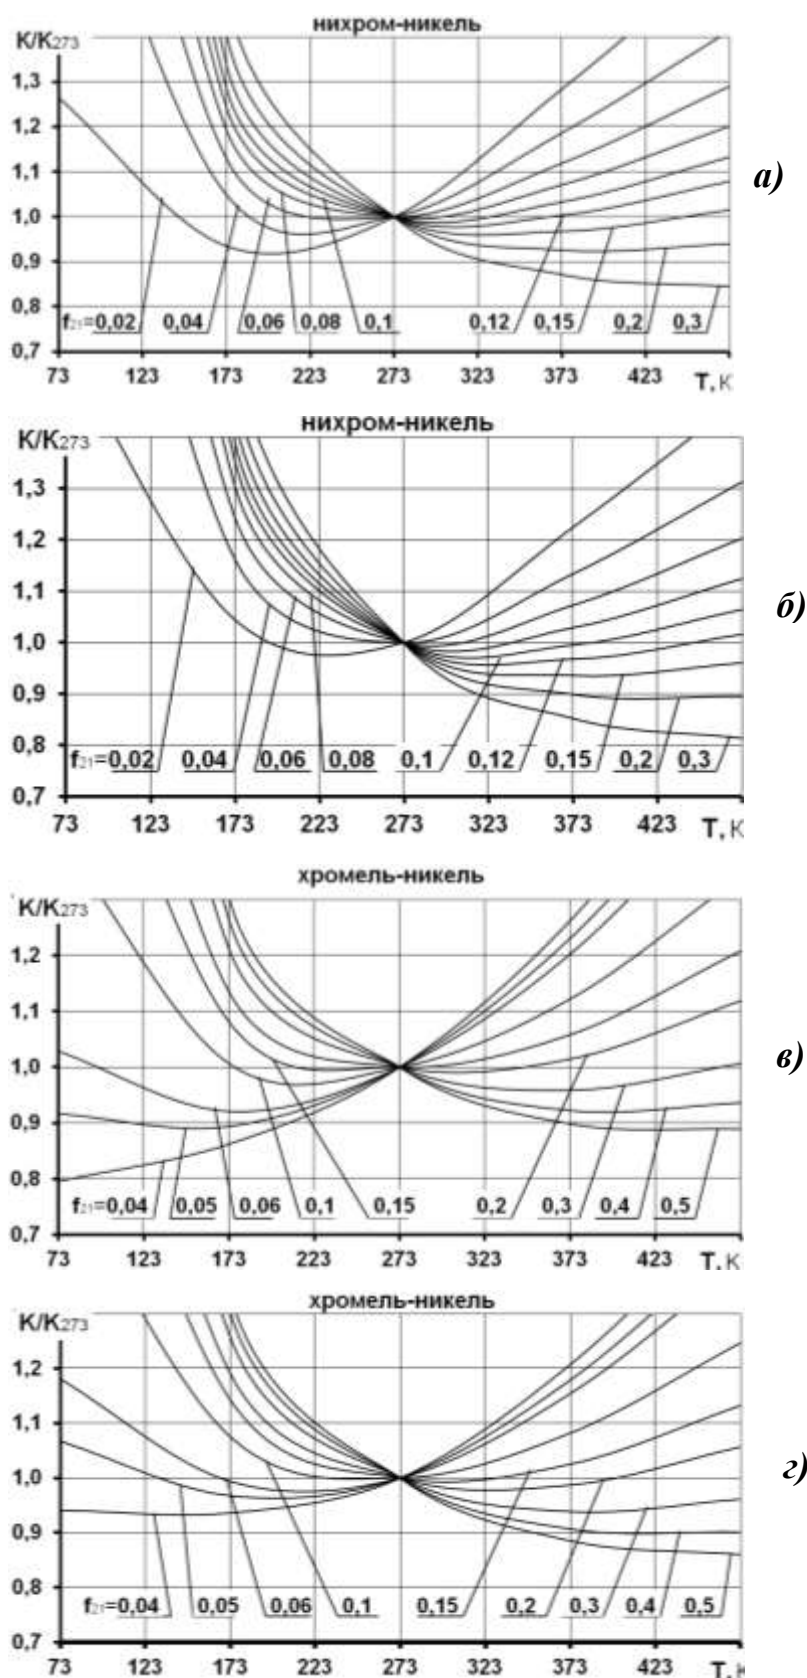 нихром-никель
K/K273
1,3
1,2
1,1
а)
1,0
0,9
0,8
f21=0,02 0,04 0,06 0,08 0,1 0,12 0,15 0,2 0,3
0,7
73 123 173 223 273 323 373 423 T, К
нихром-никель
K/K273
1,3
1,2
1,1
б)
1,0
0,9
0,8
f21=0,02 0,04 0,06 0,08 0,1 0,12 0,15 0,2 0,3
0,7
73 123 173 223 273 323 373 423 T, К
хромель-никель
K/K273
1,2
1,1
1,0
в)
0,9
0,8
f21=0,04 0,05 0,06 0,1 0,15 0,2 0,3 0,4 0,5
0,7
73 123 173 223 273 323 373 423 T, К
хромель-никель
K/K273
1,2
1,1
1,0
г)
0,9
0,8
f21=0,04 0,05 0,06 0,1 0,15 0,2 0,3 0,4 0,5
0,7
73 123 173 223 273 323 373 423 T, К